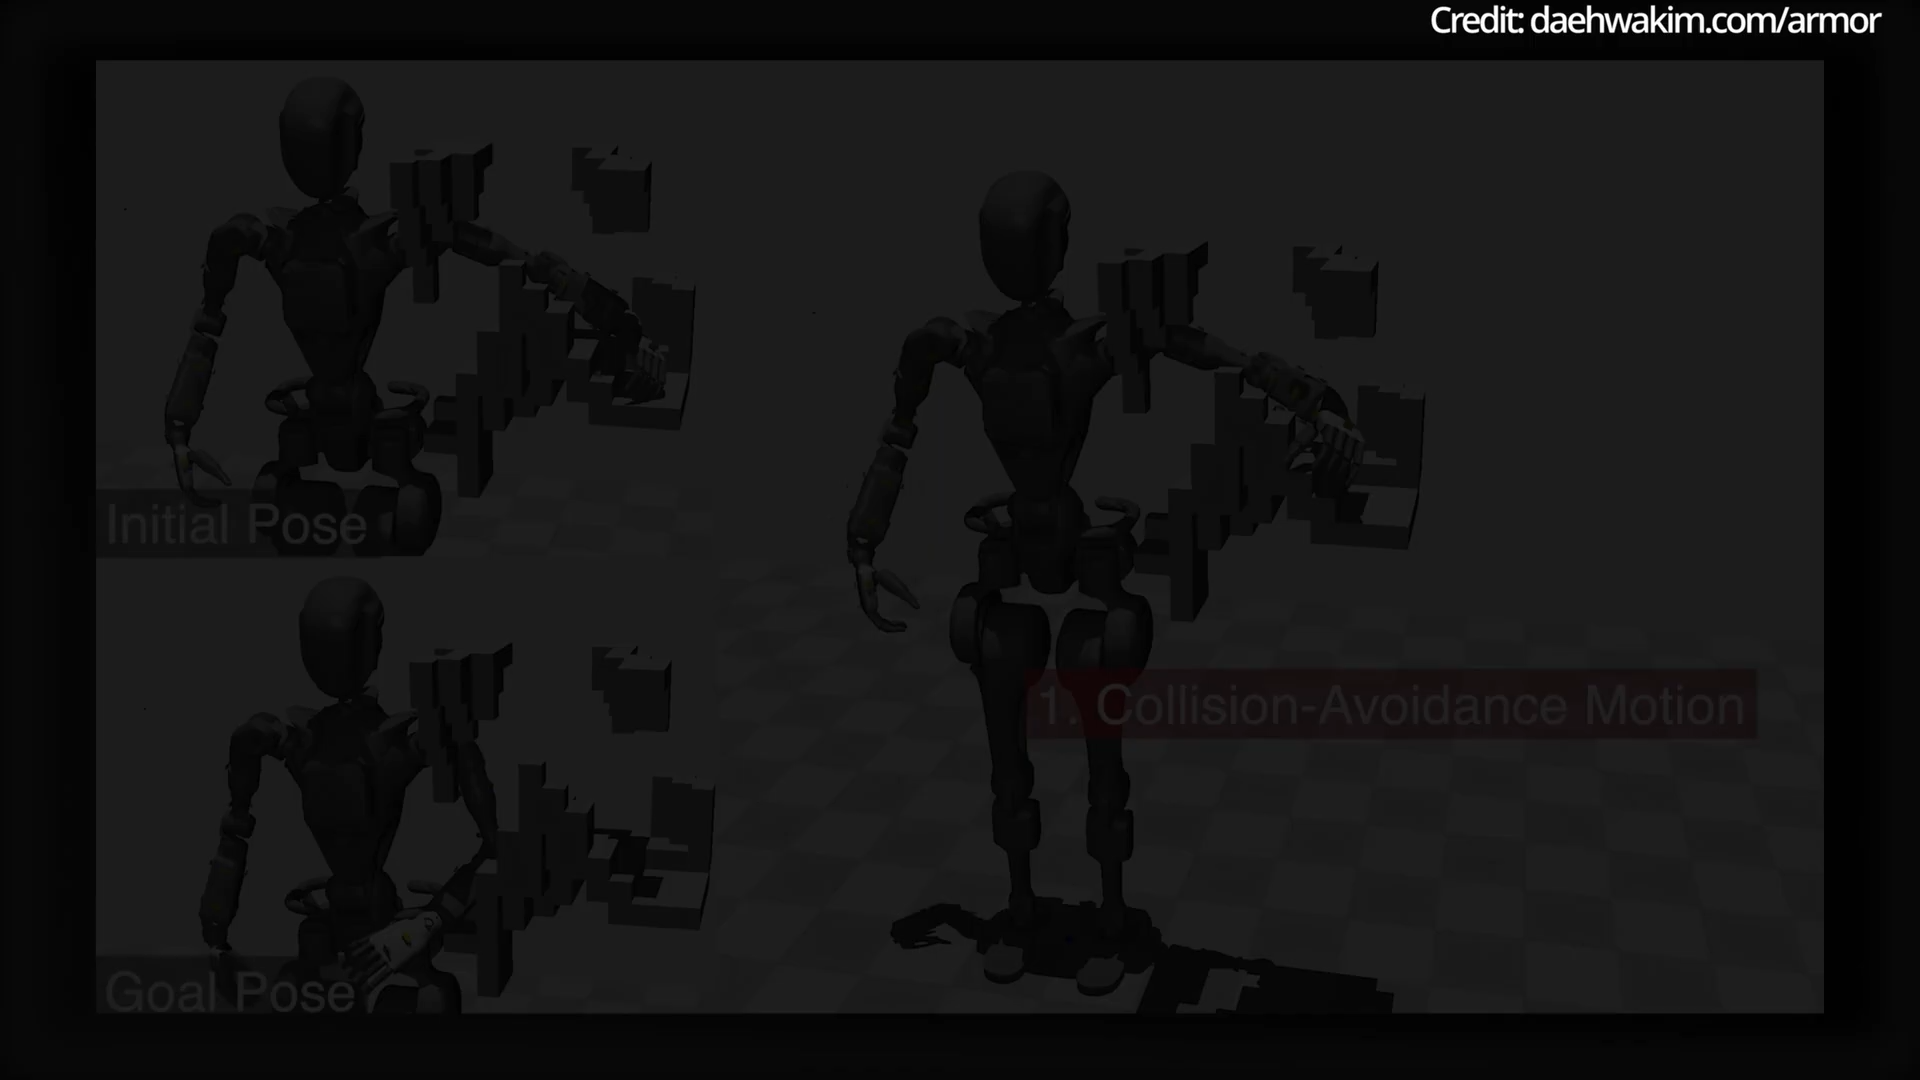 Credit: daehwakim.com/armor
Initial Pose
1. Collision-Avoidance Motion
Goal Pose